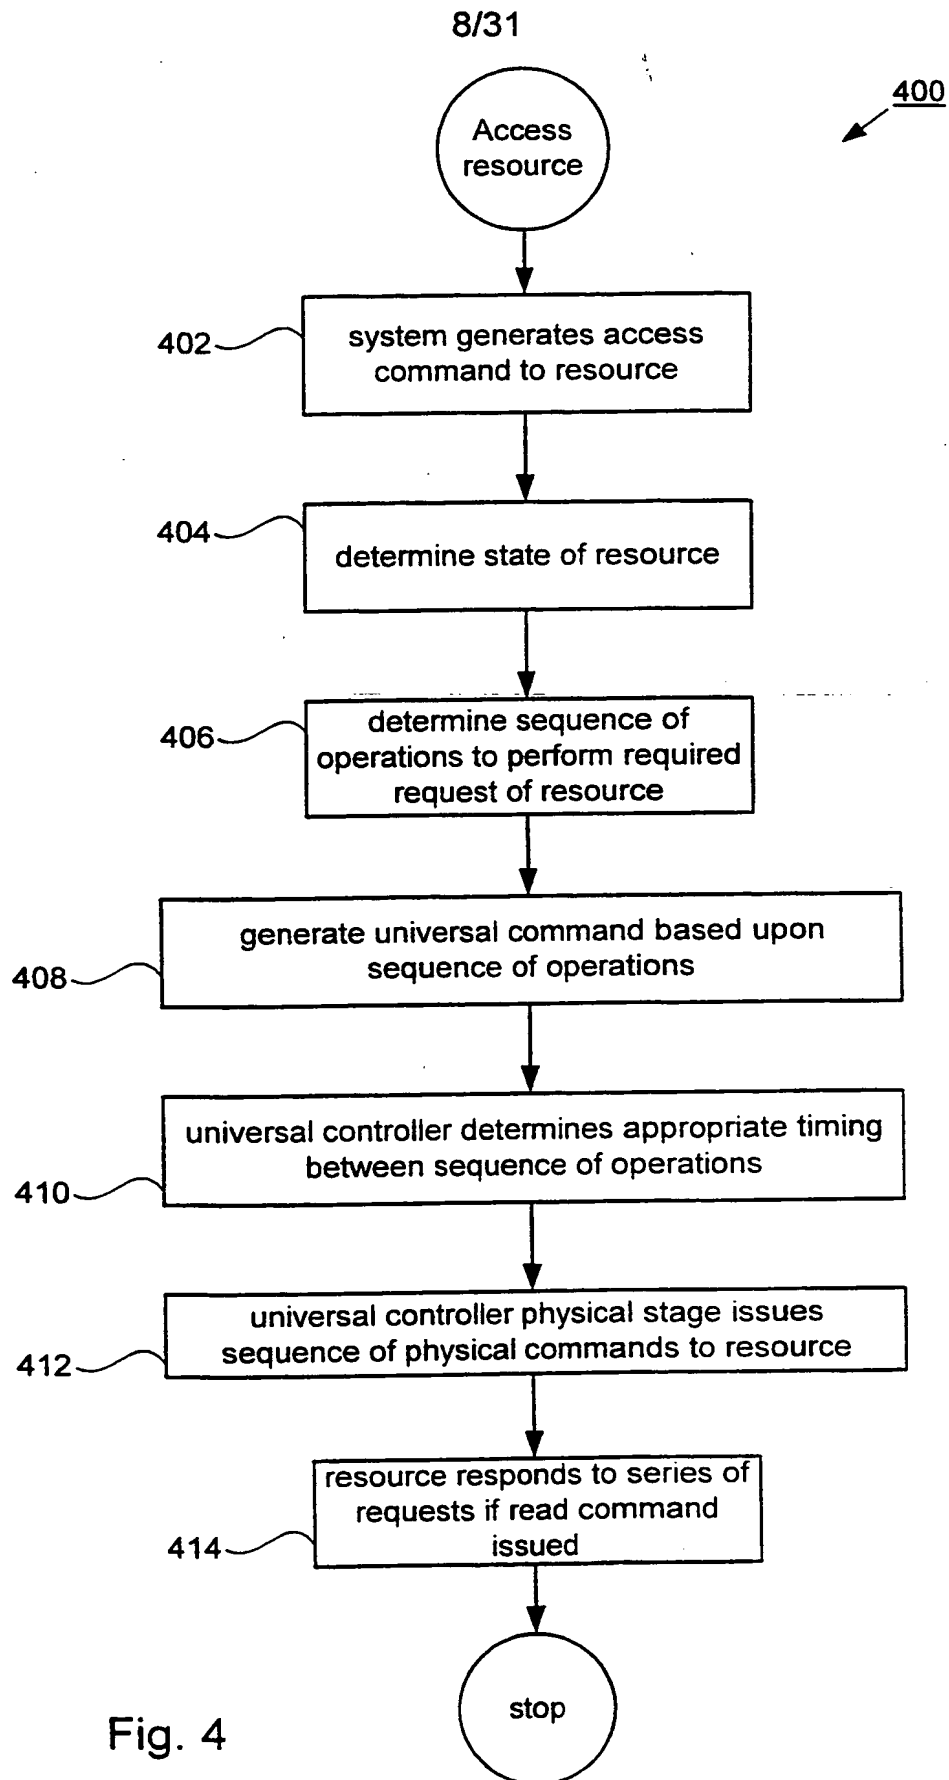 8/31
400
Access
resource
402
system generates access
command to resource
404
determine state of resource
406
determine sequence of
operations to perform required
request of resource
408
generate universal command based upon
sequence of operations
410
universal controller determines appropriate timing
between sequence of operations
412
universal controller physical stage issues
sequence of physical commands to resource
414
resource responds to series of
requests if read command
issued
stop
Fig. 4